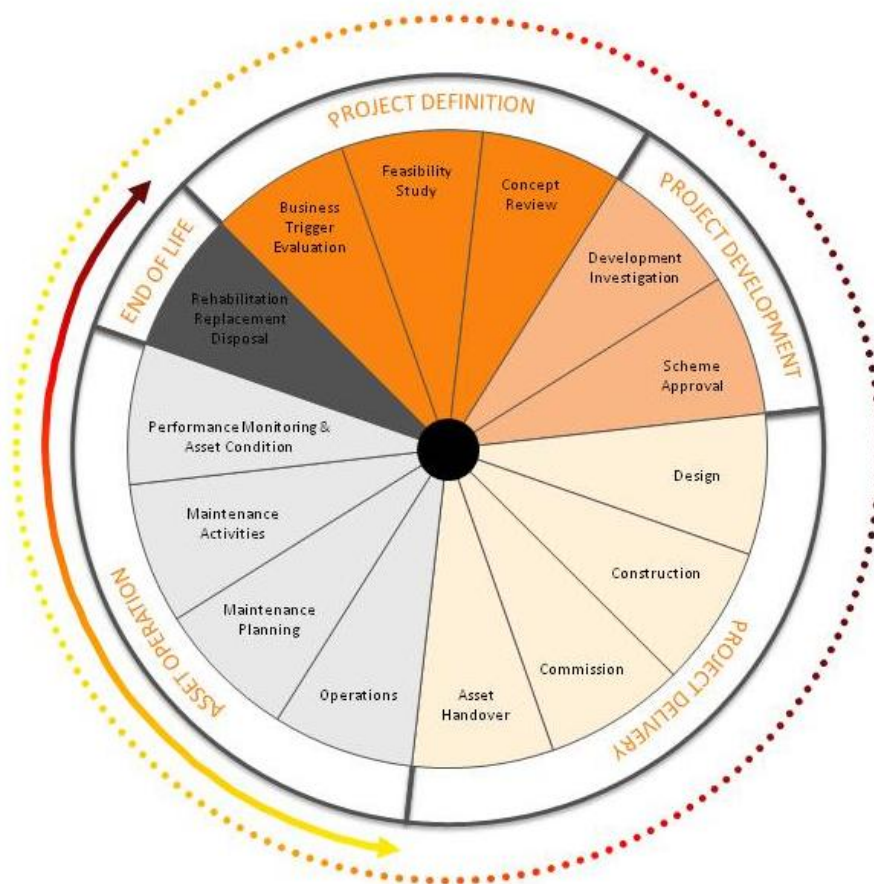 PROJECT DEFINITION
Business
Trigger
Evaluation
Feasibility
Study
Concept
Review
PROJECT DEVELOPMENT
Development
Investigation
Scheme
Approval
PROJECT DELIVERY
Design
Construction
Commission
Asset
Handover
ASSET OPERATION
Operations
Maintenance
Planning
Maintenance
Activities
Performance Monitoring &
Asset Condition
END OF LIFE
Rehabilitation
Replacement
Disposal